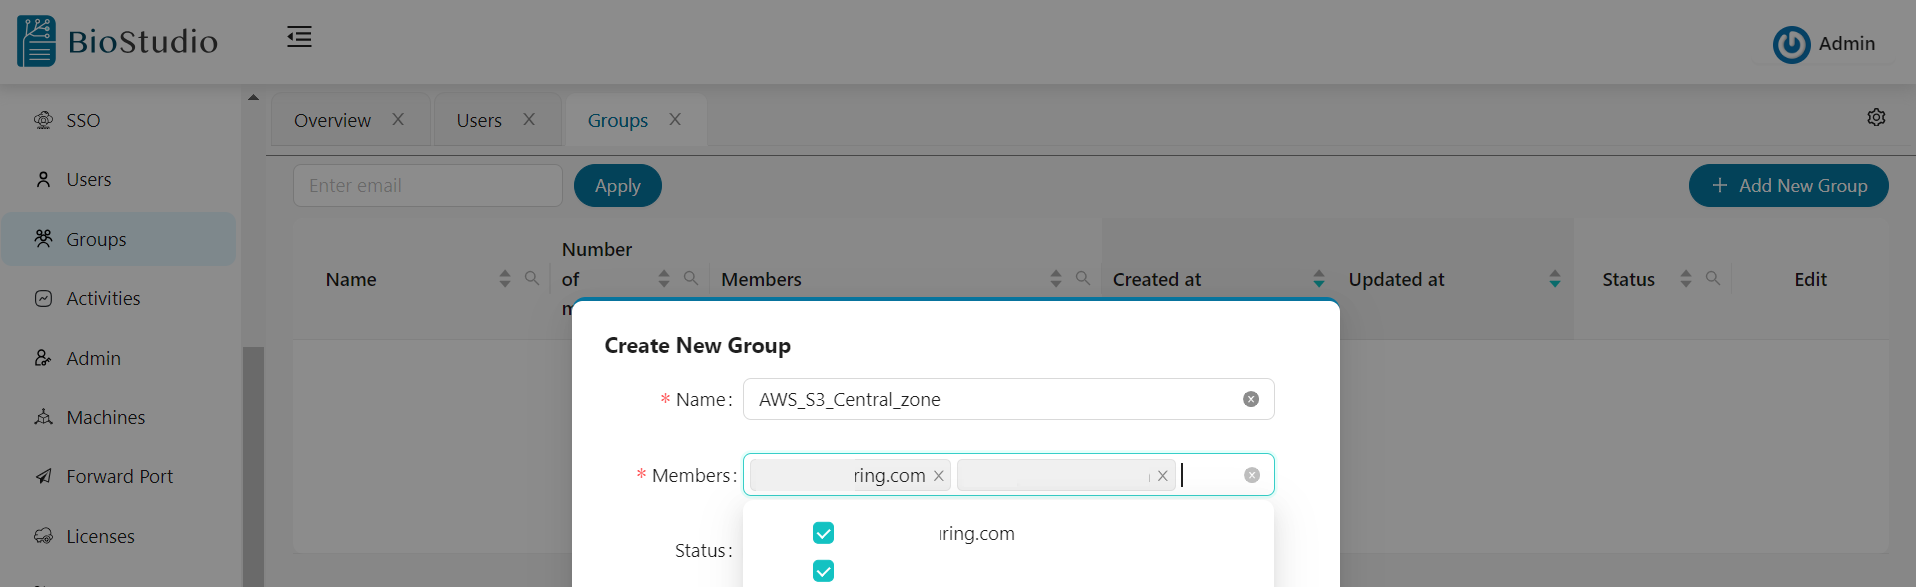 BioStudio
Admin
SSO
Users
Groups
Activities
Admin
Machines
Forward Port
Licenses
Overview
Users
Groups
Enter email
Apply
+ Add New Group
Name
Number
of
Members
Created at
Updated at
Status
Edit
Create New Group
* Name:
AWS_S3_Central_zone
* Members:
ring.com
ring.com
Status: